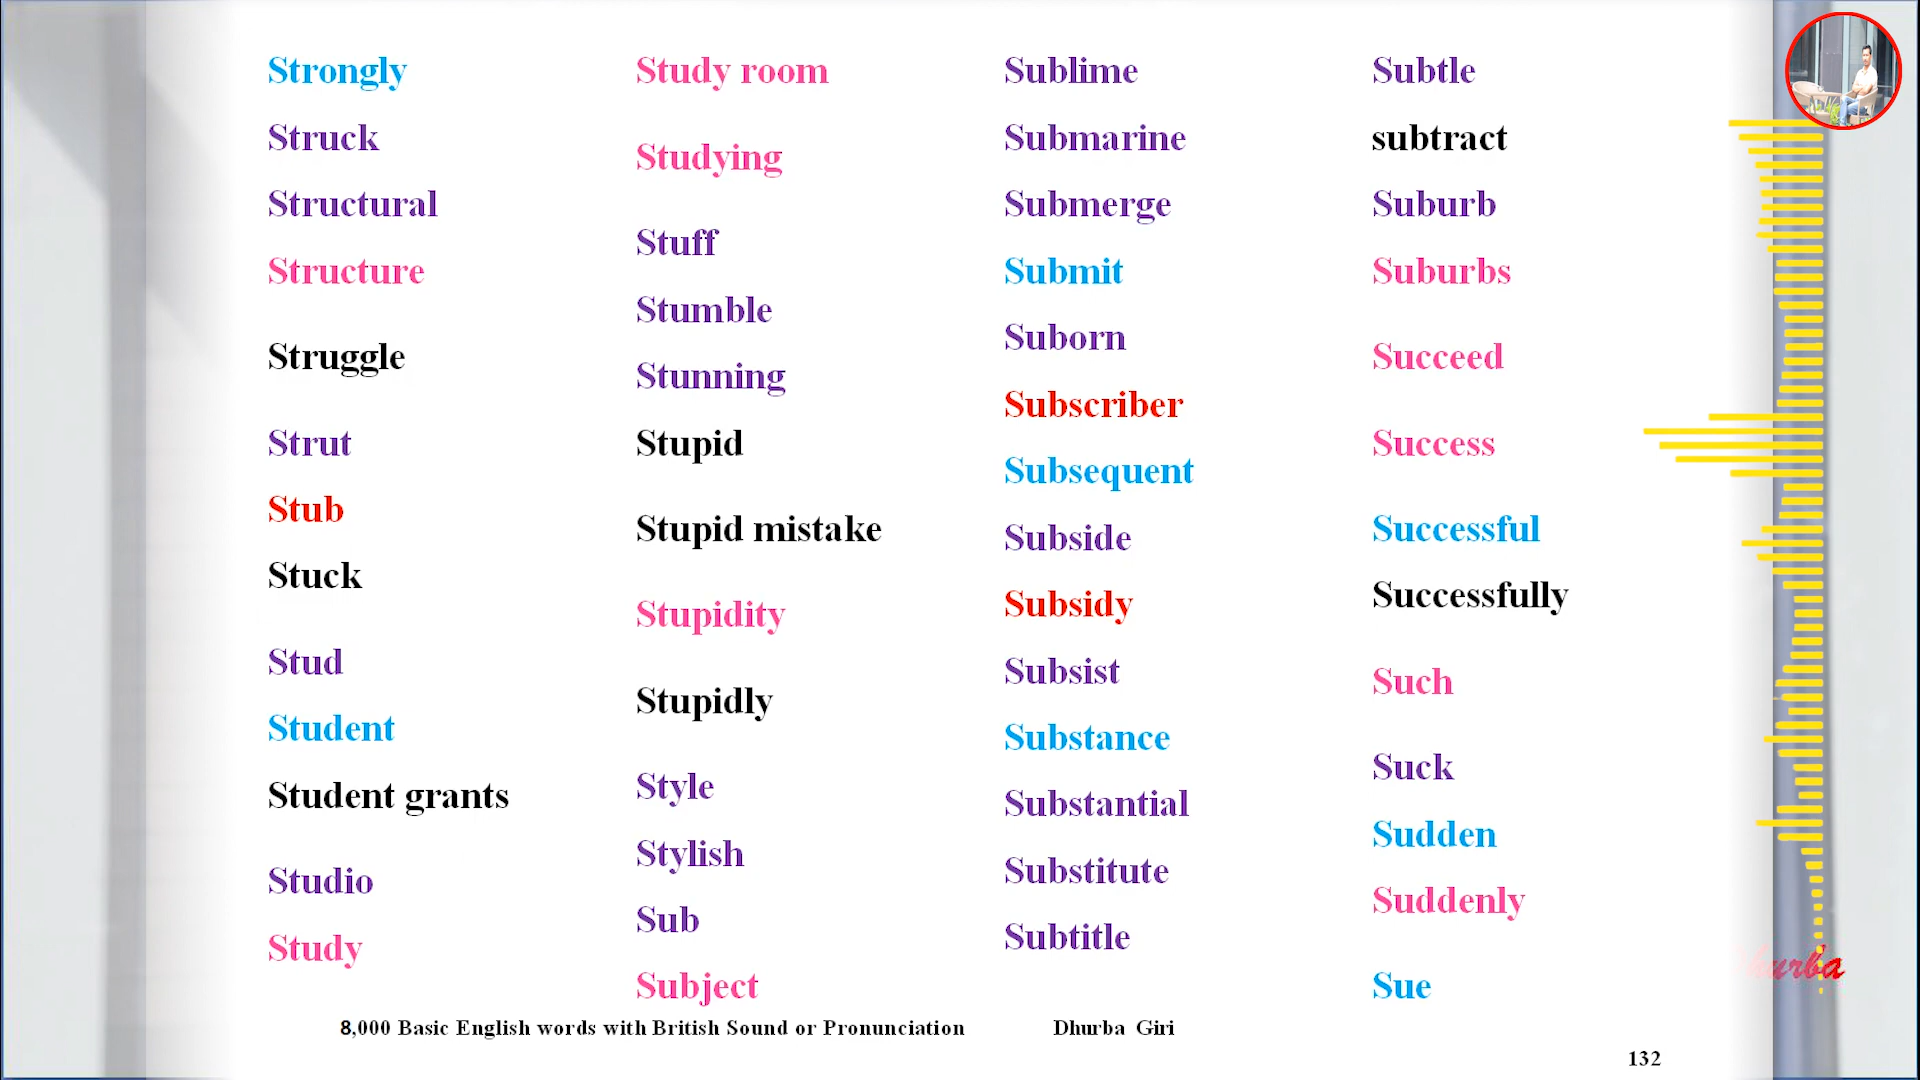 Strongly
Struck
Structural
Structure
Struggle
Strut
Stub
Stuck
Stud
Student
Student grants
Studio
Study
Study room
Studying
Stuff
Stumble
Stunning
Stupid
Stupid mistake
Stupidity
Stupidly
Style
Stylish
Sub
Subject
Sublime
Submarine
Submerge
Submit
Suborn
Subscriber
Subsequent
Subside
Subsidy
Subsist
Substance
Substantial
Substitute
Subtitle
Subtle
subtract
Suburb
Suburbs
Succeed
Success
Successful
Successfully
Such
Suck
Sudden
Suddenly
Sue
Dhurba
8,000 Basic English words with British Sound or Pronunciation Dhurba Giri
132